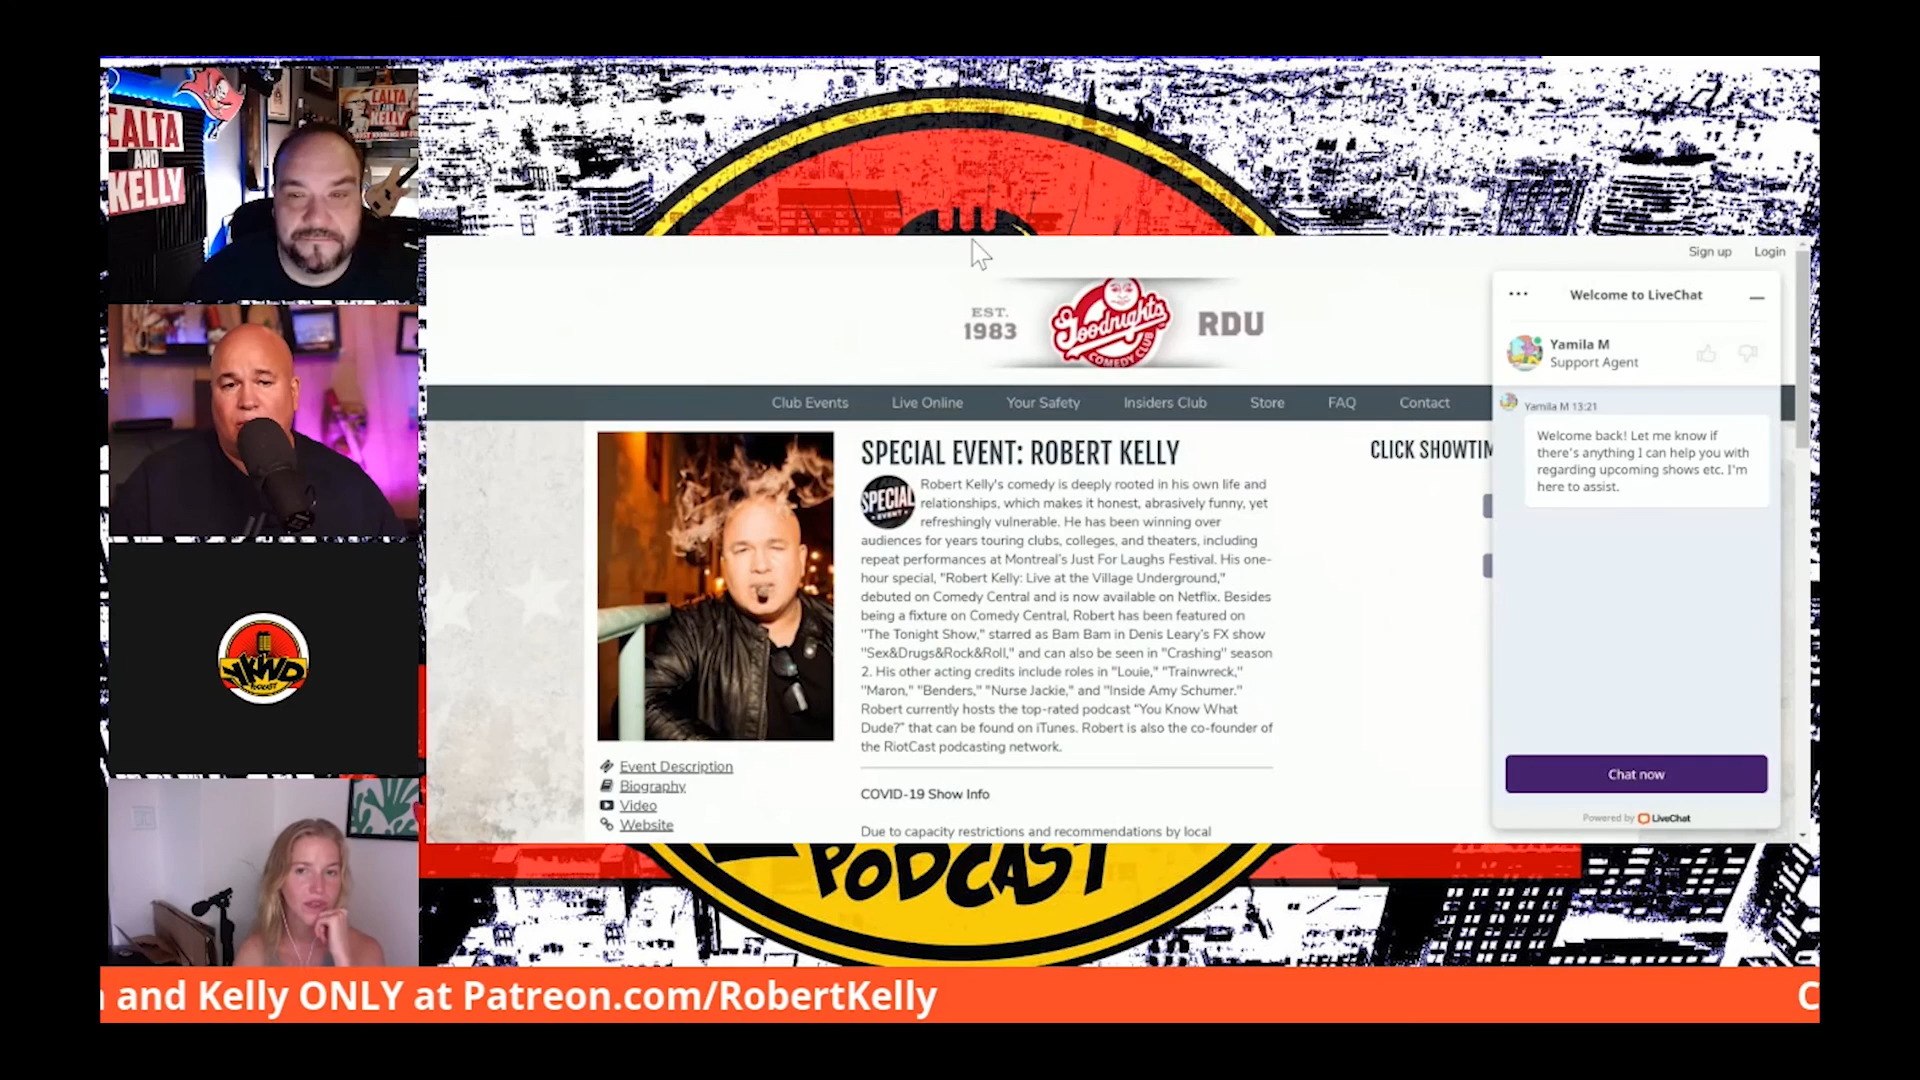 CALTA
AND
KELLY
CALTA
AND
KELLY
Sign up
Login
EST.
1983
Goodnights
COMEDY CLUB
RDU
Club Events
Live Online
Your Safety
Insiders Club
Store
FAQ
Contact
SPECIAL EVENT: ROBERT KELLY
SPECIAL
EVENT
Robert Kelly's comedy is deeply rooted in his own life and
relationships, which makes it honest, abrasively funny, yet
refreshingly vulnerable. He has been winning over
audiences for years touring clubs, colleges, and theaters, including
repeat performances at Montreal's Just For Laughs Festival. His one-
hour special, "Robert Kelly: Live at the Village Underground,"
debuted on Comedy Central and is now available on Netflix. Besides
being a fixture on Comedy Central, Robert has been featured on
"The Tonight Show," starred as Bam Bam in Denis Leary's FX show
"Sex&Drugs&Rock&Roll," and can also be seen in "Crashing" season
2. His other acting credits include roles in "Louie," "Trainwreck,"
"Maron," "Benders," "Nurse Jackie," and "Inside Amy Schumer."
Robert currently hosts the top-rated podcast "You Know What
Dude?" that can be found on iTunes. Robert is also the co-founder of
the RiotCast podcasting network.
COVID-19 Show Info
Due to capacity restrictions and recommendations by local
Event Description
Biography
Video
Website
CLICK SHOWTIM
Welcome to LiveChat
Yamila M
Support Agent
Yamila M 13:21
Welcome back! Let me know if
there's anything I can help you with
regarding upcoming shows etc. I'm
here to assist.
Chat now
Powered by LiveChat
YKWD
PODCAST
PODCAST
and Kelly ONLY at Patreon.com/RobertKelly
C